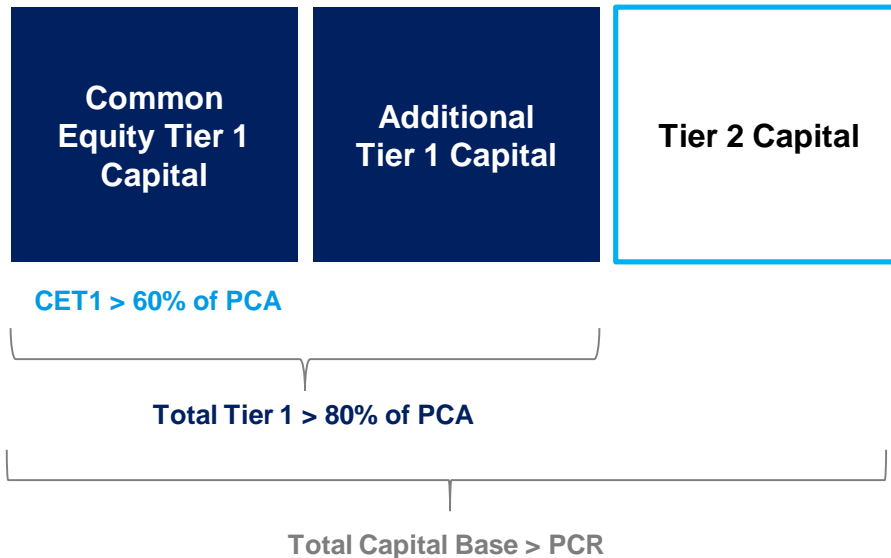 Common
Equity Tier 1
Capital
Additional
Tier 1 Capital
Tier 2 Capital
CET1 > 60% of PCA
Total Tier 1 > 80% of PCA
Total Capital Base > PCR